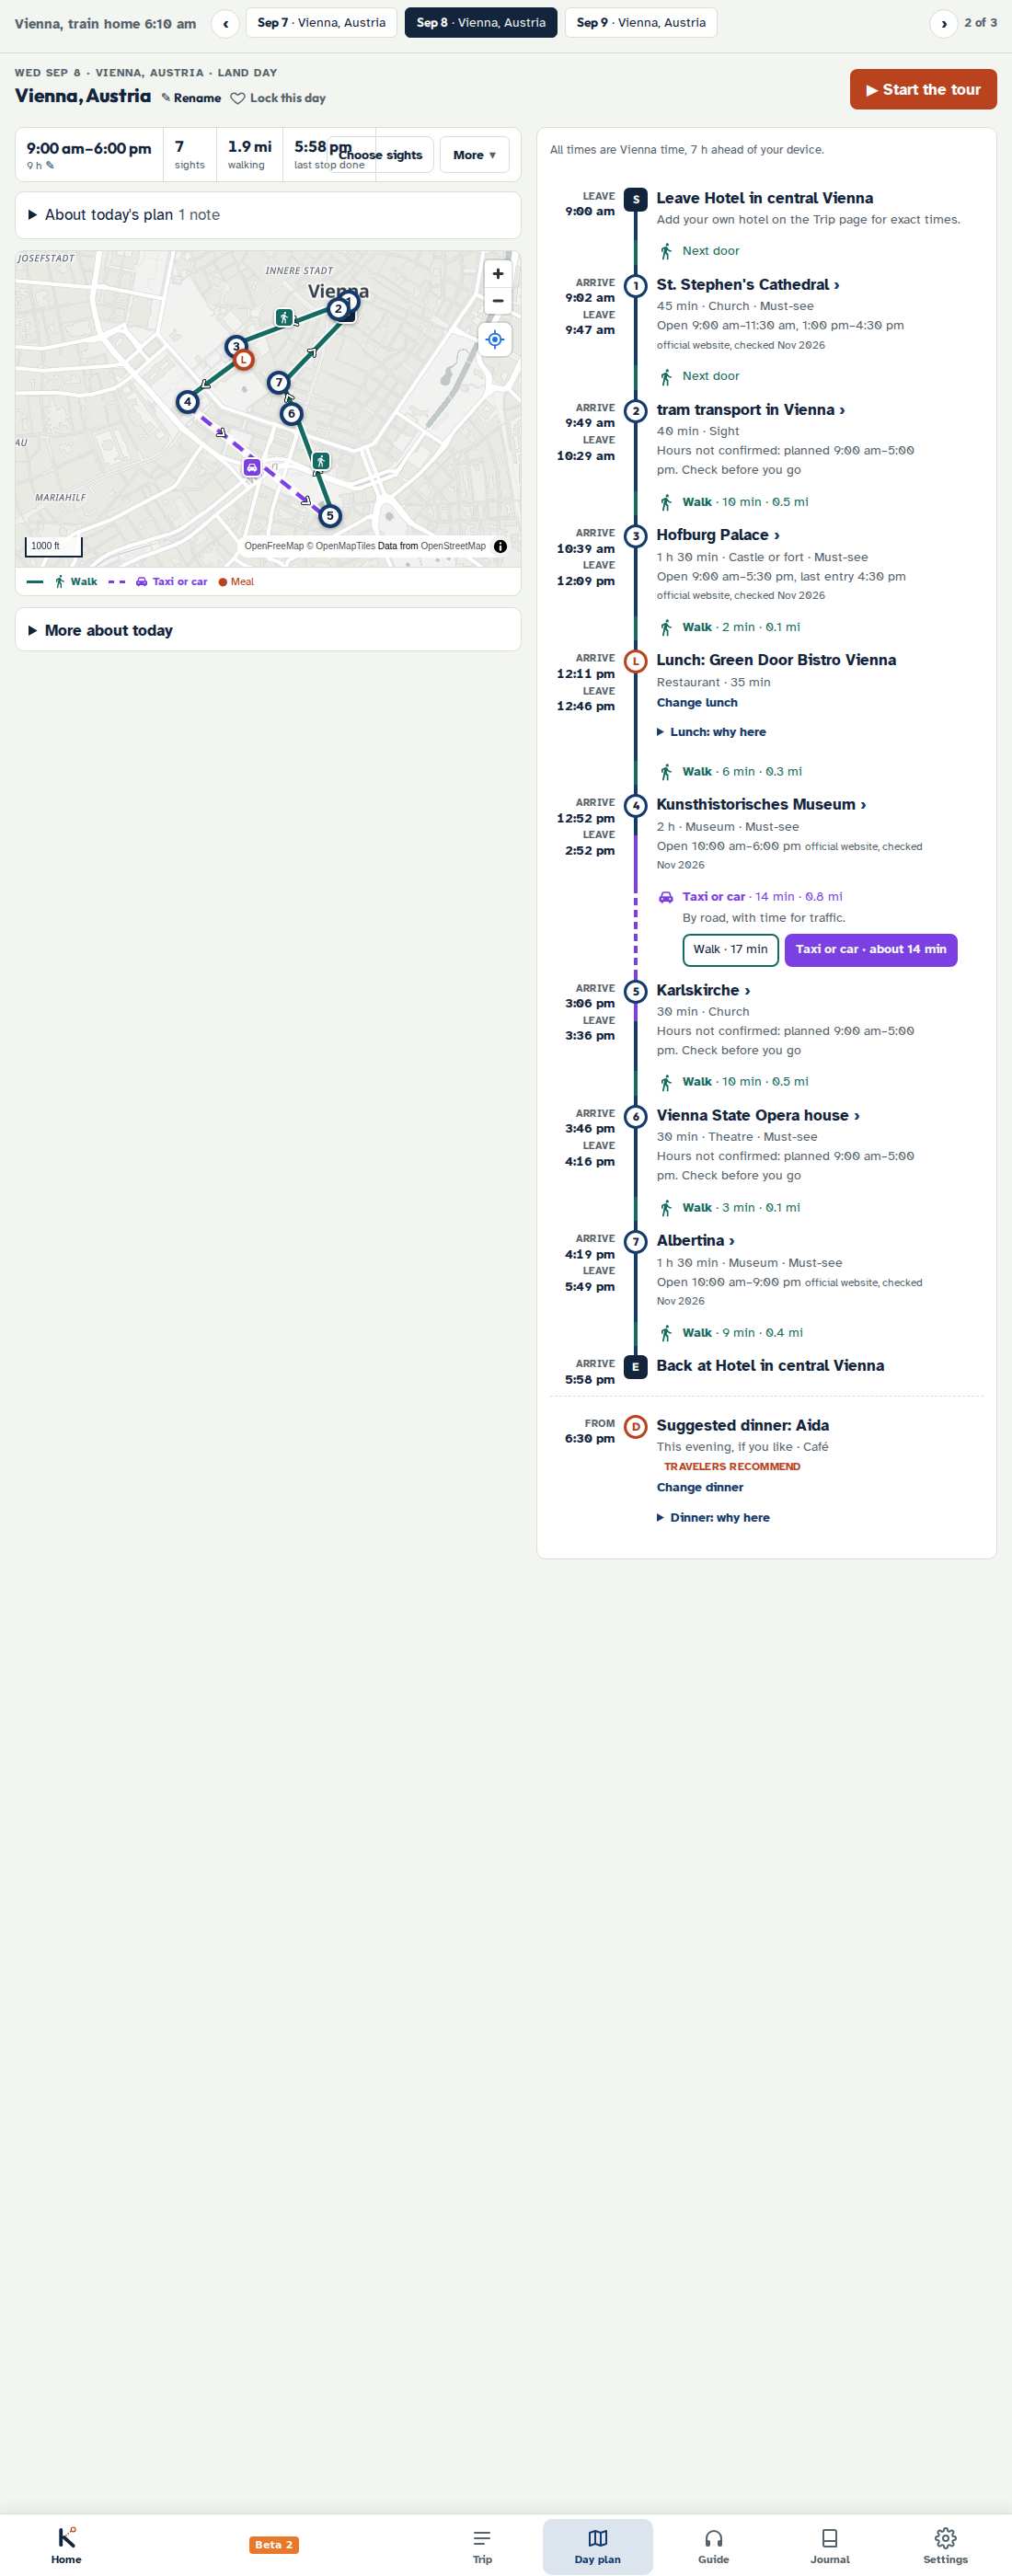 Vienna, train home 6:10 am
‹
Sep 7 · Vienna, Austria
Sep 8 · Vienna, Austria
Sep 9 · Vienna, Austria
›
2 of 3
WED SEP 8 · VIENNA, AUSTRIA · LAND DAY
Vienna, Austria
✎ Rename
Lock this day
▶ Start the tour
9:00 am–6:00 pm
9 h ✎
7
sights
1.9 mi
walking
5:58 pm
last stop done
Choose sights
More ▼
▶ About today's plan 1 note
JOSEFSTADT
INNERE STADT
Vienna
1
2
3
L
4
7
6
5
AU
MARIAHILF
+
−
1000 ft
OpenFreeMap © OpenMapTiles Data from OpenStreetMap
Walk
Taxi or car
Meal
▶ More about today
All times are Vienna time, 7 h ahead of your device.
LEAVE
9:00 am
S
Leave Hotel in central Vienna
Add your own hotel on the Trip page for exact times.
Next door
ARRIVE
9:02 am
LEAVE
9:47 am
1
St. Stephen's Cathedral ›
45 min · Church · Must-see
Open 9:00 am–11:30 am, 1:00 pm–4:30 pm
official website, checked Nov 2026
Next door
ARRIVE
9:49 am
LEAVE
10:29 am
2
tram transport in Vienna ›
40 min · Sight
Hours not confirmed: planned 9:00 am–5:00
pm. Check before you go
Walk · 10 min · 0.5 mi
ARRIVE
10:39 am
LEAVE
12:09 pm
3
Hofburg Palace ›
1 h 30 min · Castle or fort · Must-see
Open 9:00 am–5:30 pm, last entry 4:30 pm
official website, checked Nov 2026
Walk · 2 min · 0.1 mi
ARRIVE
12:11 pm
LEAVE
12:46 pm
L
Lunch: Green Door Bistro Vienna
Restaurant · 35 min
Change lunch
▶ Lunch: why here
Walk · 6 min · 0.3 mi
ARRIVE
12:52 pm
LEAVE
2:52 pm
4
Kunsthistorisches Museum ›
2 h · Museum · Must-see
Open 10:00 am–6:00 pm official website, checked
Nov 2026
Taxi or car · 14 min · 0.8 mi
By road, with time for traffic.
Walk · 17 min
Taxi or car · about 14 min
ARRIVE
3:06 pm
LEAVE
3:36 pm
5
Karlskirche ›
30 min · Church
Hours not confirmed: planned 9:00 am–5:00
pm. Check before you go
Walk · 10 min · 0.5 mi
ARRIVE
3:46 pm
LEAVE
4:16 pm
6
Vienna State Opera house ›
30 min · Theatre · Must-see
Hours not confirmed: planned 9:00 am–5:00
pm. Check before you go
Walk · 3 min · 0.1 mi
ARRIVE
4:19 pm
LEAVE
5:49 pm
7
Albertina ›
1 h 30 min · Museum · Must-see
Open 10:00 am–9:00 pm official website, checked
Nov 2026
Walk · 9 min · 0.4 mi
ARRIVE
5:58 pm
E
Back at Hotel in central Vienna
FROM
6:30 pm
D
Suggested dinner: Aida
This evening, if you like · Café
TRAVELERS RECOMMEND
Change dinner
▶ Dinner: why here
Home
Beta 2
Trip
Day plan
Guide
Journal
Settings